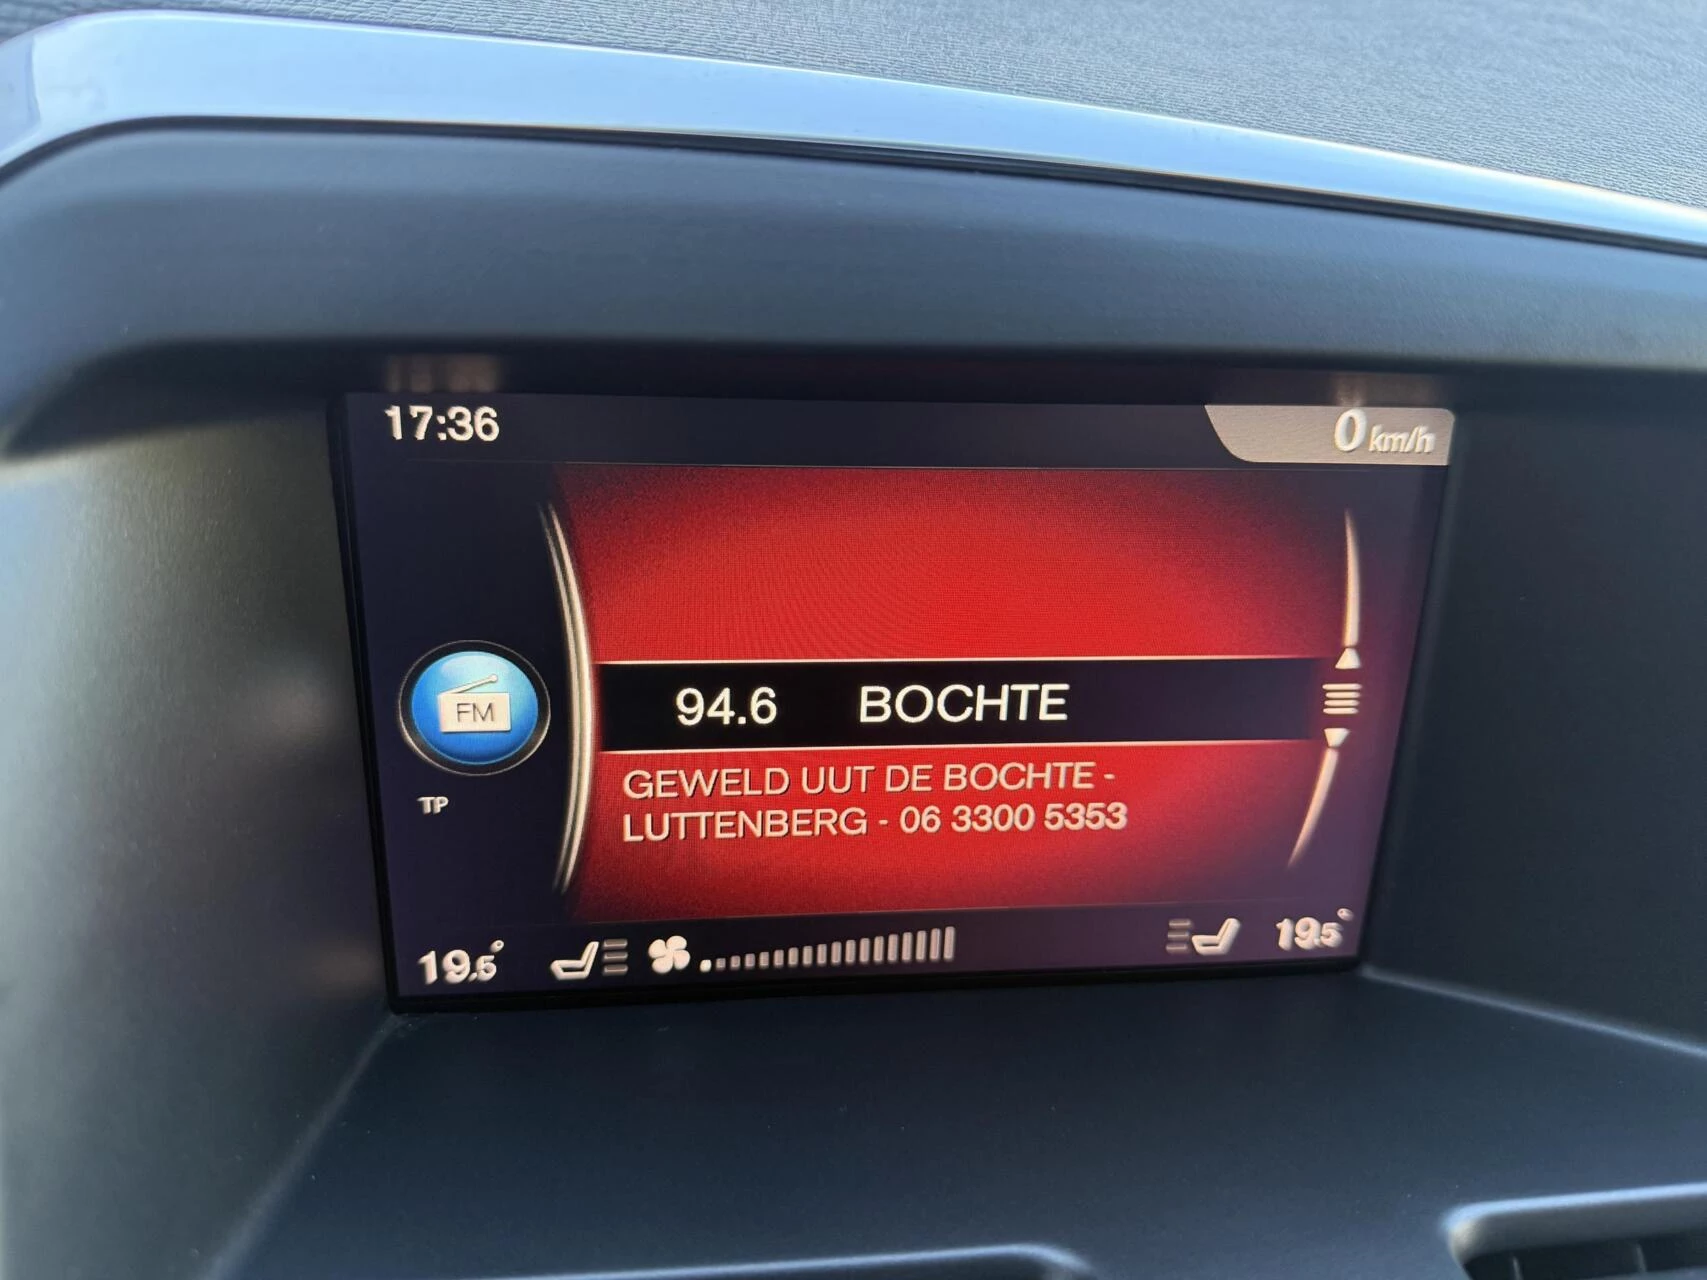 17:36
0 km/h
94.6 BOCHTE
FM
GEWELD UUT DE BOCHTE -
LUTTENBERG - 06 3300 5353
TP
19.5° 19.5°